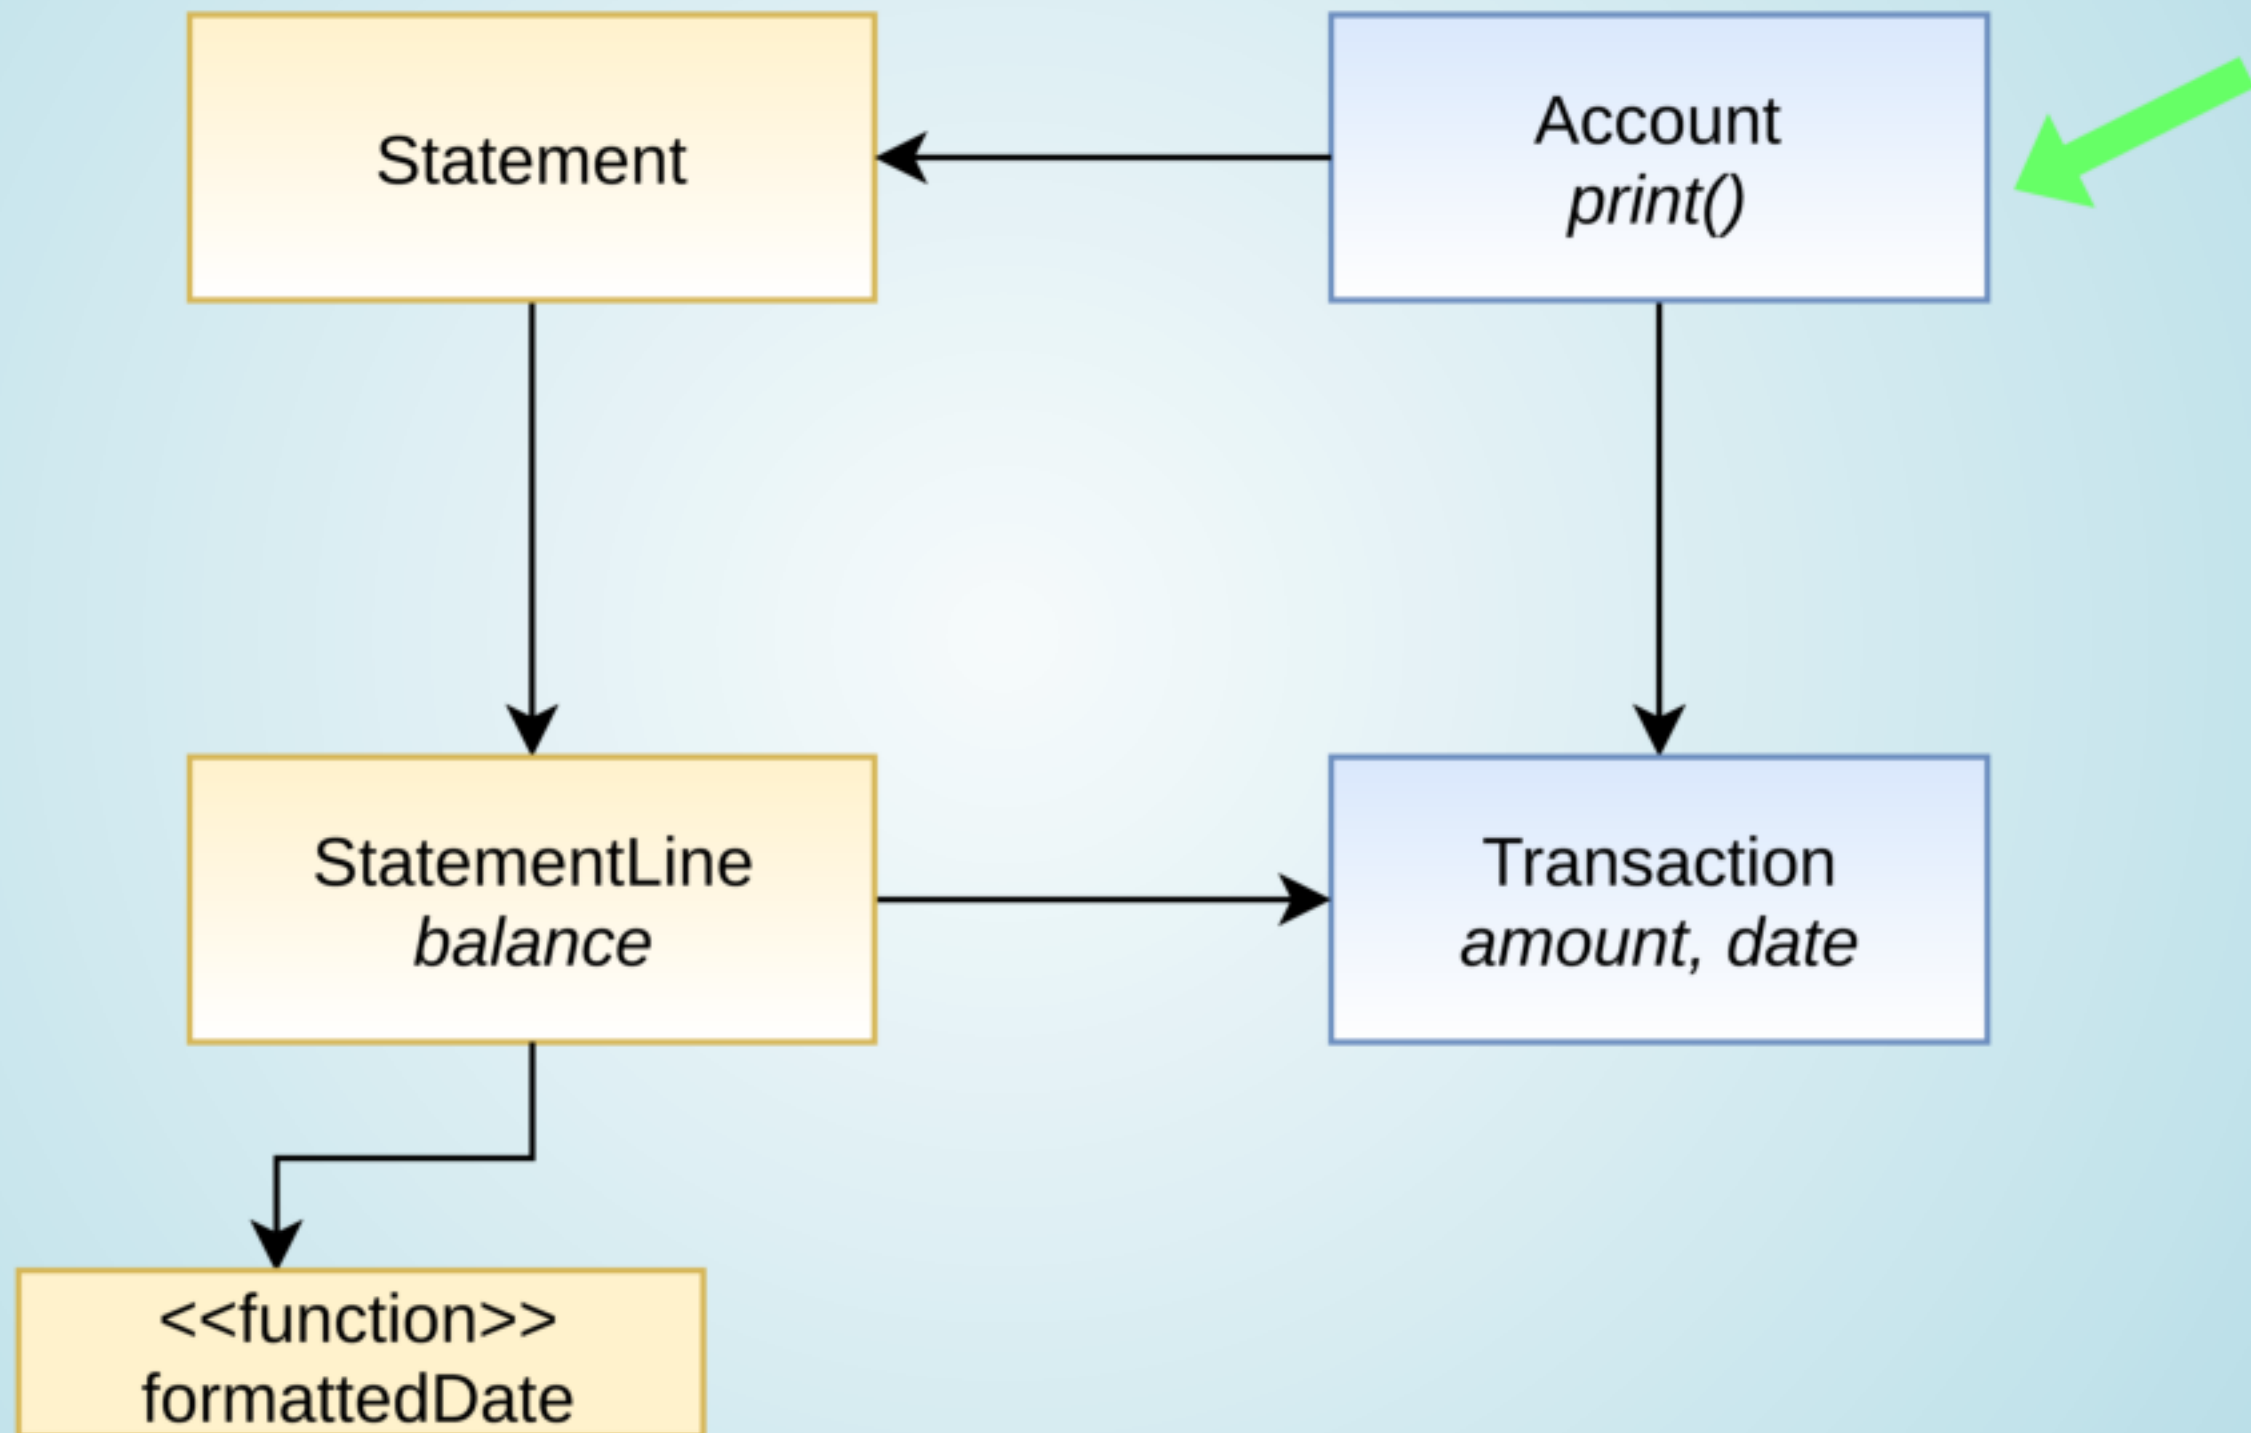 Statement
Account
print()
StatementLine
balance
Transaction
amount, date
<<function>>
formattedDate